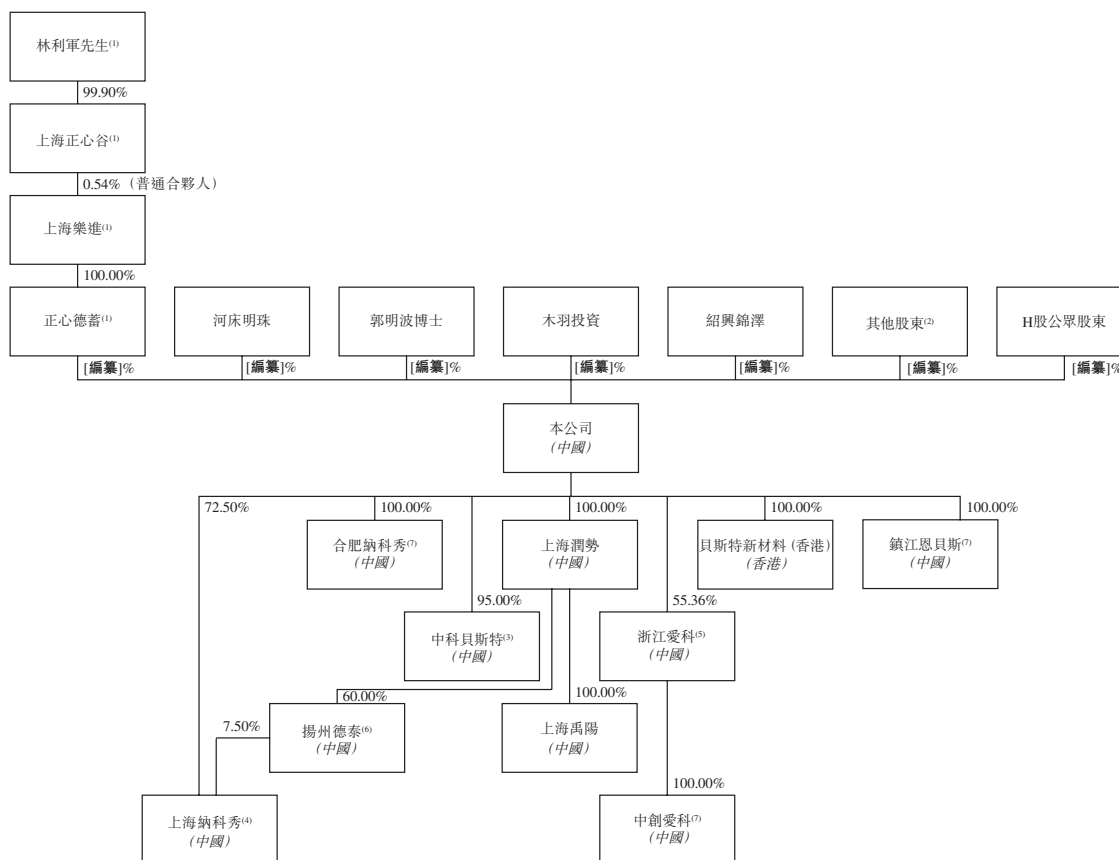 林利軍先生(1)
99.90%
上海正心谷(1)
0.54%（普通合夥人）
上海樂進(1)
100.00%
正心德蓄(1)
河床明珠
郭明波博士
木羽投資
紹興錦澤
其他股東(2)
H股公眾股東
[編纂]%
[編纂]%
[編纂]%
[編纂]%
[編纂]%
[編纂]%
[編纂]%
本公司
(中國)
72.50%
100.00%
100.00%
100.00%
100.00%
合肥納科秀(7)
(中國)
上海潤勢
(中國)
貝斯特新材料（香港）
(香港)
鎮江恩貝斯(7)
(中國)
95.00%
55.36%
中科貝斯特(3)
(中國)
浙江愛科(5)
(中國)
60.00%
100.00%
7.50%
揚州德泰(6)
(中國)
上海禹陽
(中國)
100.00%
上海納科秀(4)
(中國)
中創愛科(7)
(中國)